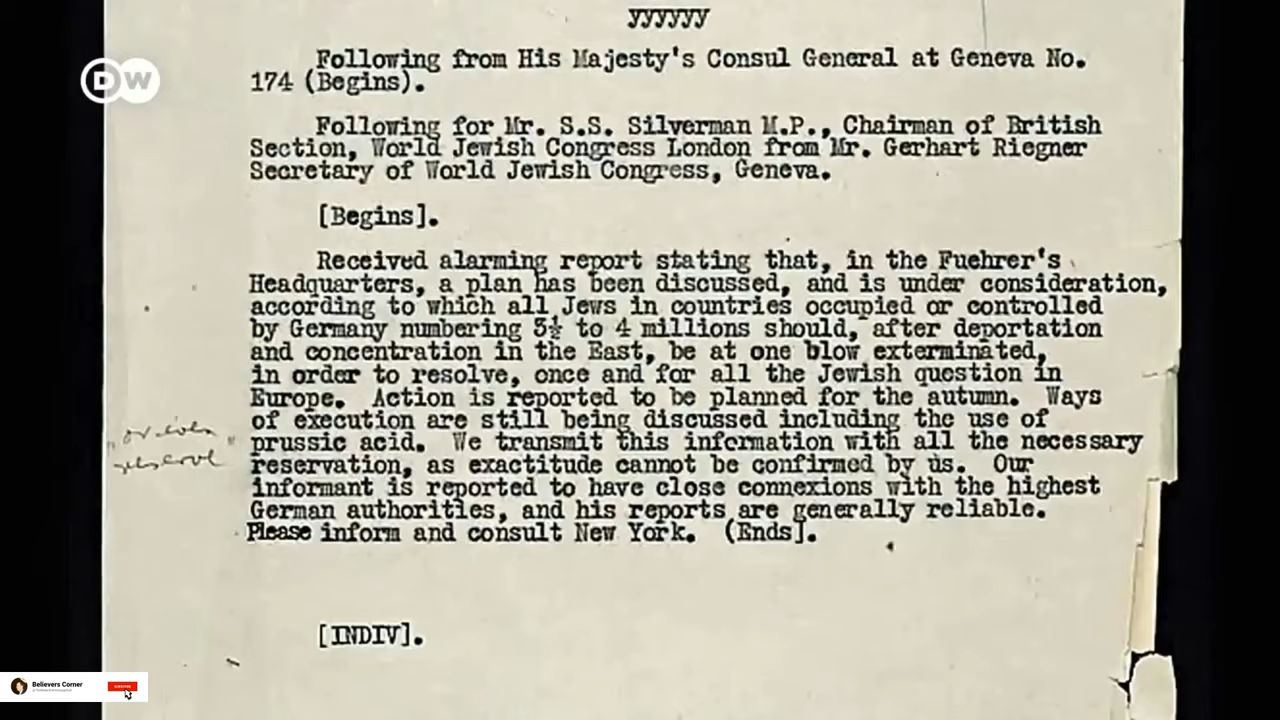 yyyyyy
DW
Following from His Majesty's Consul General at Geneva No.
174 (Begins).
Following for Mr. S.S. Silverman M.P., Chairman of British
Section, World Jewish Congress London from Mr. Gerhart Riegner
Secretary of World Jewish Congress, Geneva.
[Begins].
Received alarming report stating that, in the Fuehrer's
Headquarters, a plan has been discussed, and is under consideration,
according to which all Jews in countries occupied or controlled
by Germany numbering 3½ to 4 millions should, after deportation
and concentration in the East, be at one blow exterminated,
in order to resolve, once and for all the Jewish question in
Europe. Action is reported to be planned for the autumn. Ways
of execution are still being discussed including the use of
prussic acid. We transmit this information with all the necessary
reservation, as exactitude cannot be confirmed by us. Our
informant is reported to have close connexions with the highest
German authorities, and his reports are generally reliable.
Please inform and consult New York. (Ends].
[INDIV].
Believers Corner